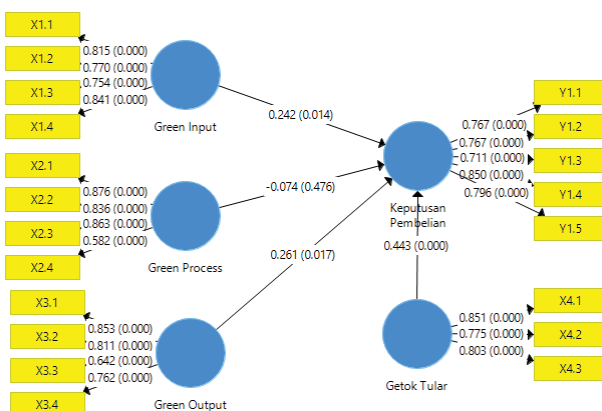 X1.1
X1.2
X1.3
X1.4
0.815 (0.000)
0.770 (0.000)
0.754 (0.000)
0.841 (0.000)
Green Input
0.242 (0.014)
X2.1
X2.2
X2.3
X2.4
0.876 (0.000)
0.836 (0.000)
0.863 (0.000)
0.582 (0.000)
Green Process
-0.074 (0.476)
X3.1
X3.2
X3.3
X3.4
0.853 (0.000)
0.811 (0.000)
0.642 (0.000)
0.762 (0.000)
Green Output
0.261 (0.017)
Keputusan
Pembelian
0.767 (0.000)
0.767 (0.000)
0.711 (0.000)
0.850 (0.000)
0.796 (0.000)
Y1.1
Y1.2
Y1.3
Y1.4
Y1.5
0.443 (0.000)
Getok Tular
0.851 (0.000)
0.775 (0.000)
0.803 (0.000)
X4.1
X4.2
X4.3